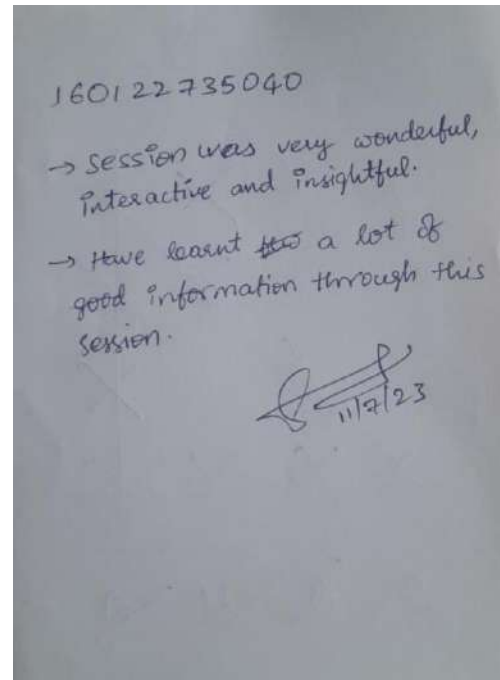 160122735040
→ Session was very wonderful,
interactive and insightful.
→ Have learnt a lot of
good information through this
session.
11/7/23